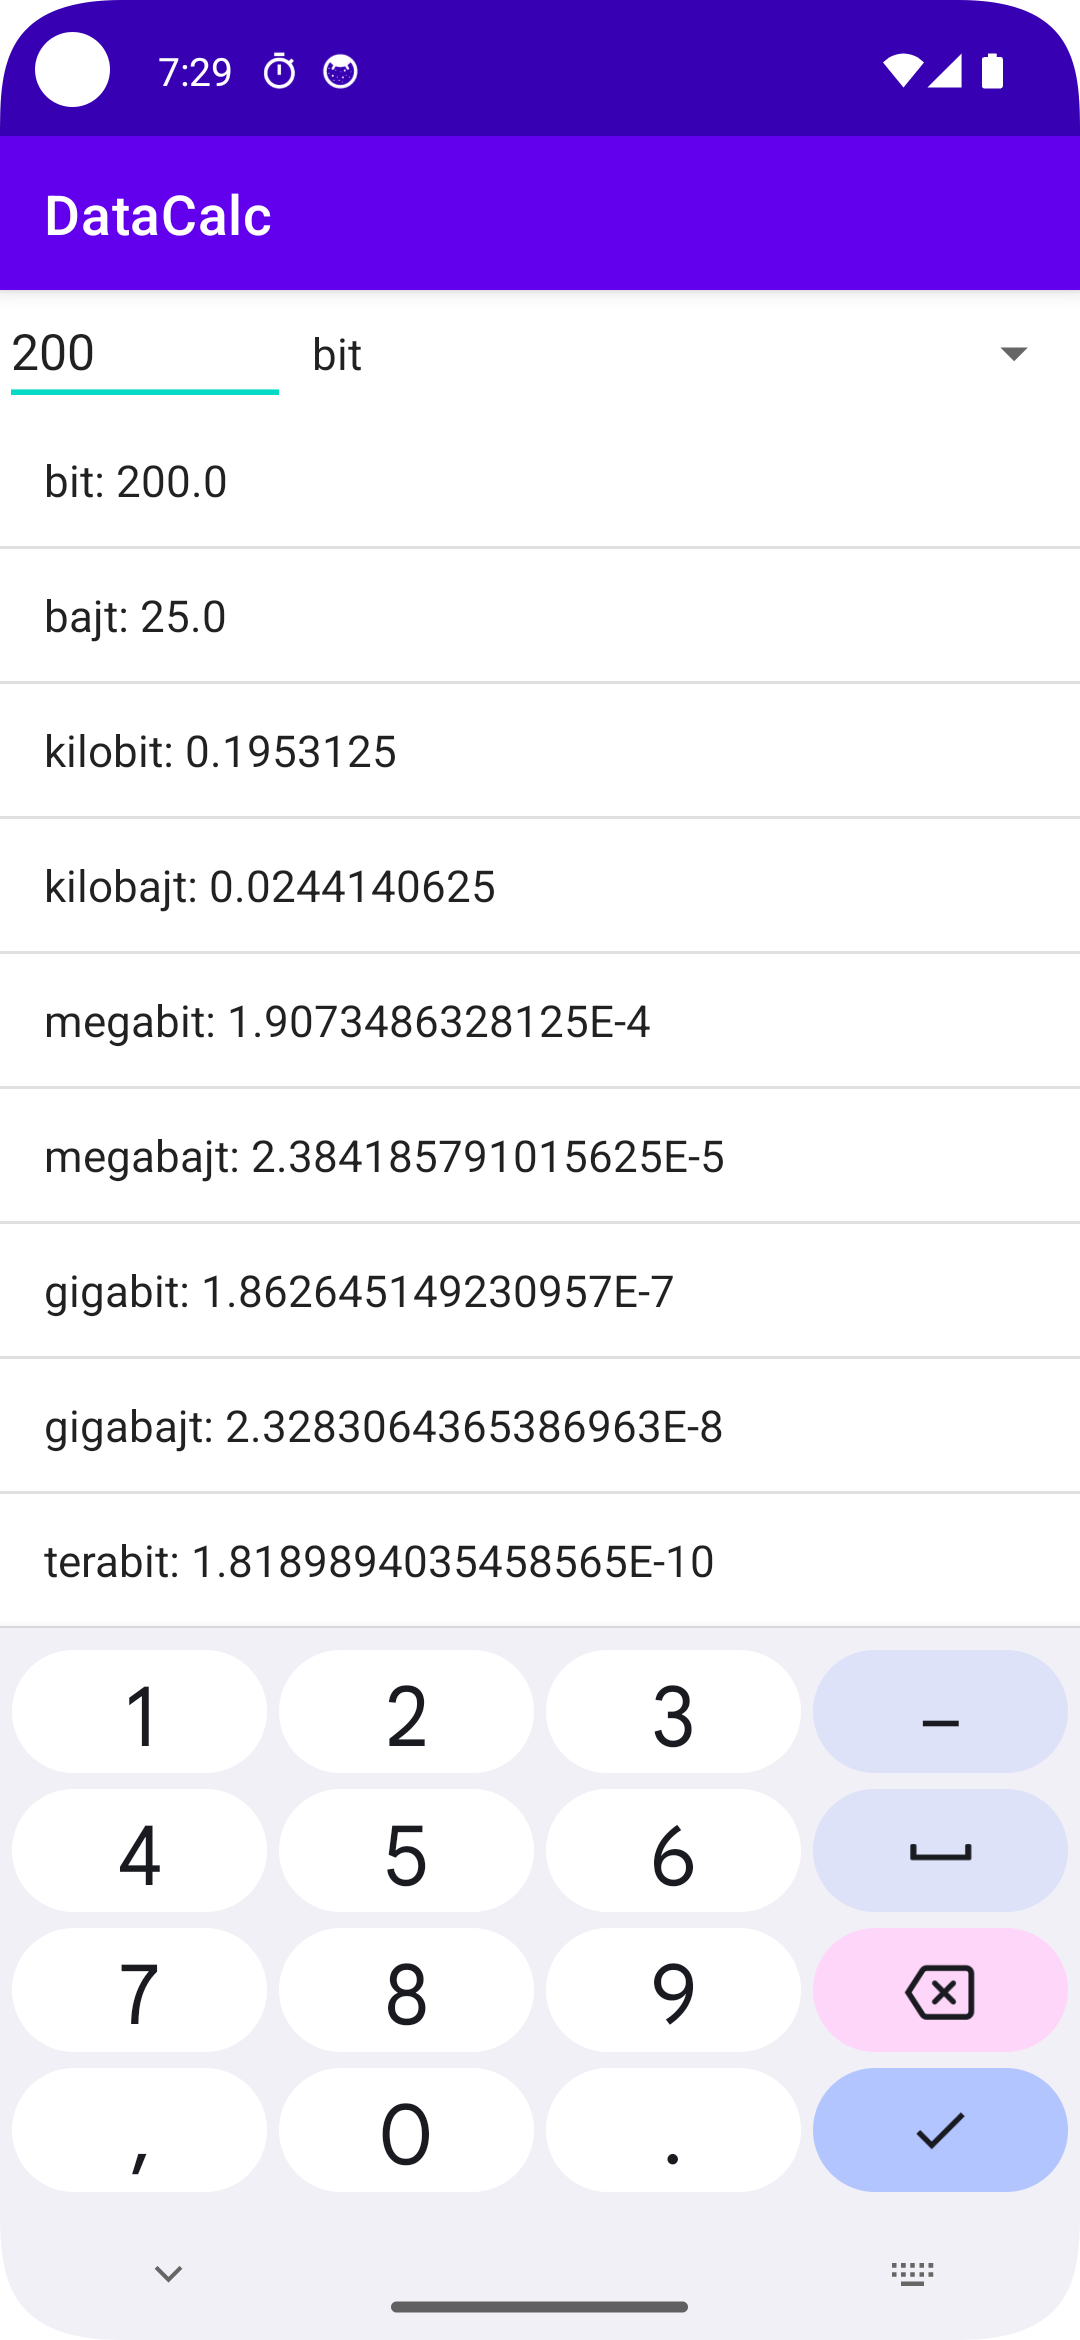 7:29
DataCalc
200 bit
bit: 200.0
bajt: 25.0
kilobit: 0.1953125
kilobajt: 0.0244140625
megabit: 1.9073486328125E-4
megabajt: 2.384185791015625E-5
gigabit: 1.862645149230957E-7
gigabajt: 2.3283064365386963E-8
terabit: 1.8189894035458565E-10
1 2 3 –
4 5 6
7 8 9
, 0 .